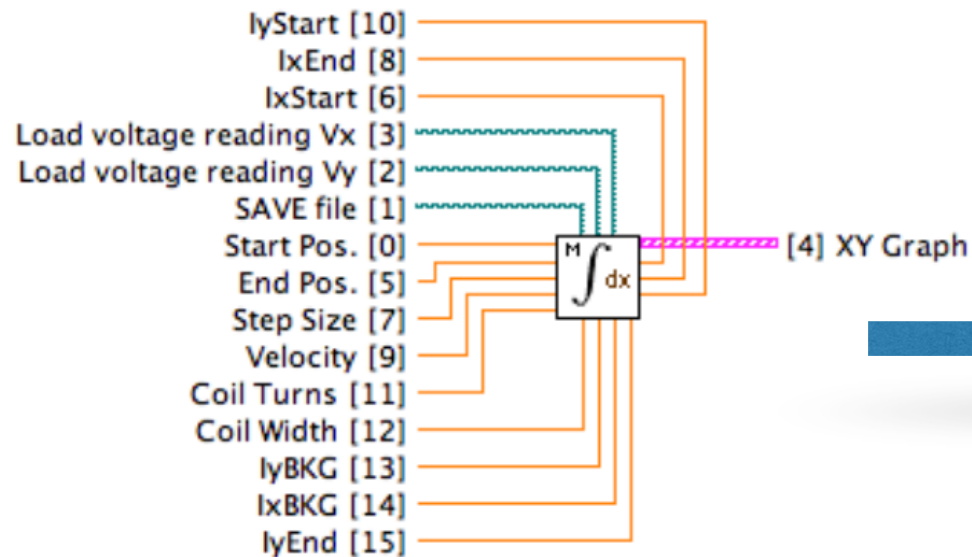 IyStart [10]
IxEnd [8]
IxStart [6]
Load voltage reading Vx [3]
Load voltage reading Vy [2]
SAVE file [1]
Start Pos. [0]
[4] XY Graph
M
∫ dx
End Pos. [5]
Step Size [7]
Velocity [9]
Coil Turns [11]
Coil Width [12]
IyBKG [13]
IxBKG [14]
IyEnd [15]